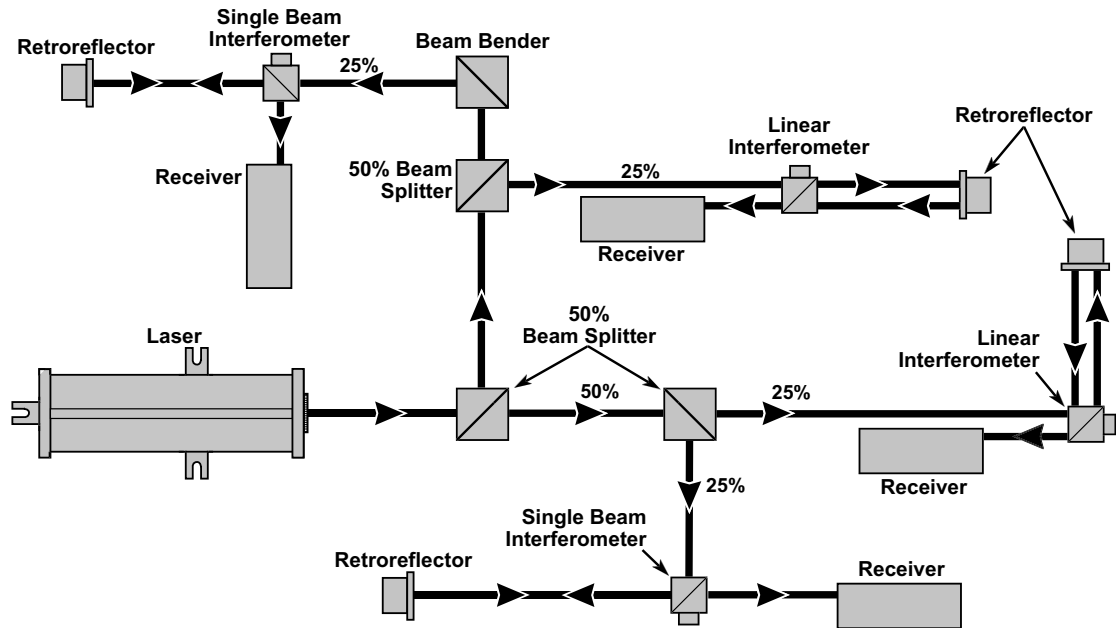 Single Beam
Interferometer
Retroreflector
Beam Bender
25%
Linear
Interferometer
Retroreflector
50% Beam
Splitter
25%
Receiver
Receiver
Laser
50%
Beam Splitter
Linear
Interferometer
50%
25%
Receiver
25%
Single Beam
Interferometer
Retroreflector
Receiver